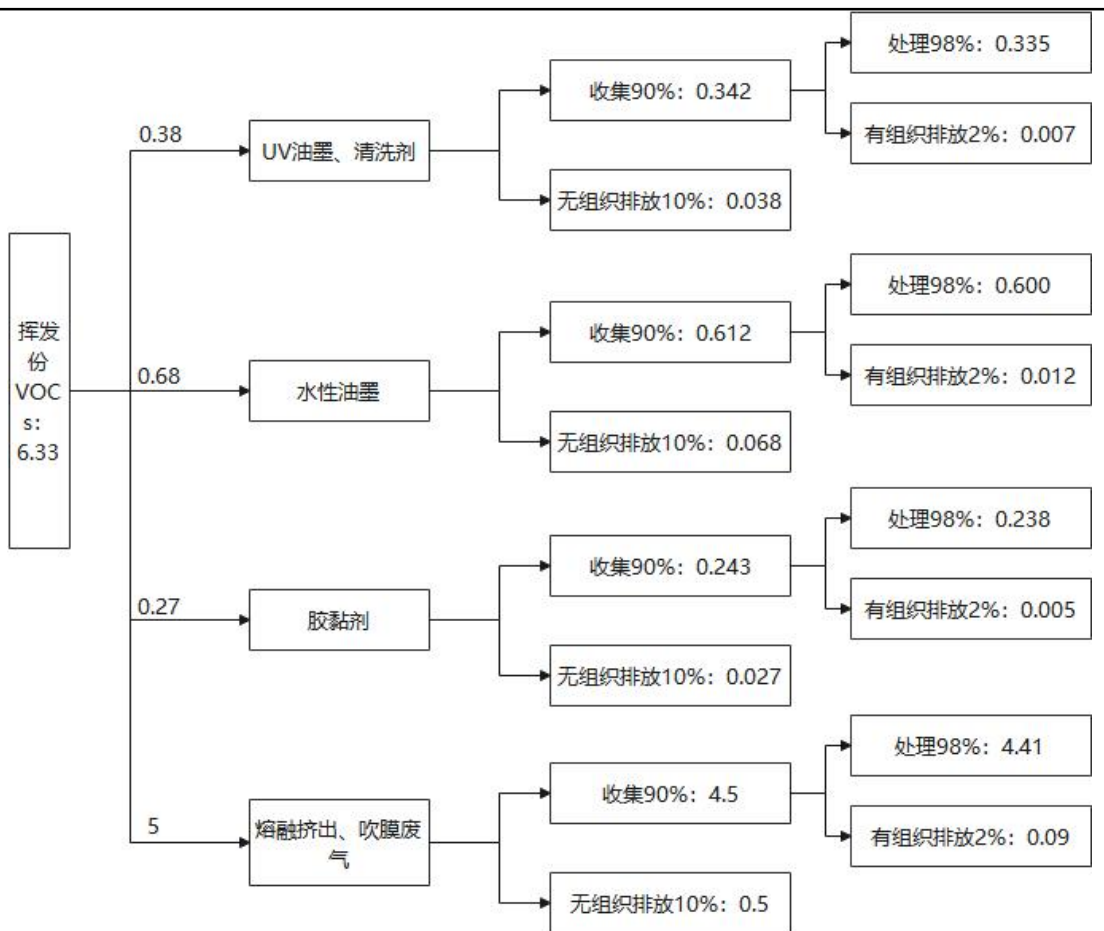 挥发
份
VOC
s：
6.33
0.38
UV油墨、清洗剂
收集90%：0.342
处理98%：0.335
有组织排放2%：0.007
无组织排放10%：0.038
0.68
水性油墨
收集90%：0.612
处理98%：0.600
有组织排放2%：0.012
无组织排放10%：0.068
0.27
胶黏剂
收集90%：0.243
处理98%：0.238
有组织排放2%：0.005
无组织排放10%：0.027
5
熔融挤出、吹膜废
气
收集90%：4.5
处理98%：4.41
有组织排放2%：0.09
无组织排放10%：0.5